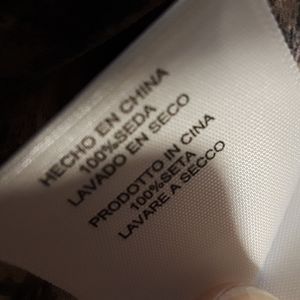 HECHO EN CHINA
100%SEDA
LAVADO EN SECO
PRODOTTO IN CINA
100%SETA
LAVARE A SECCO